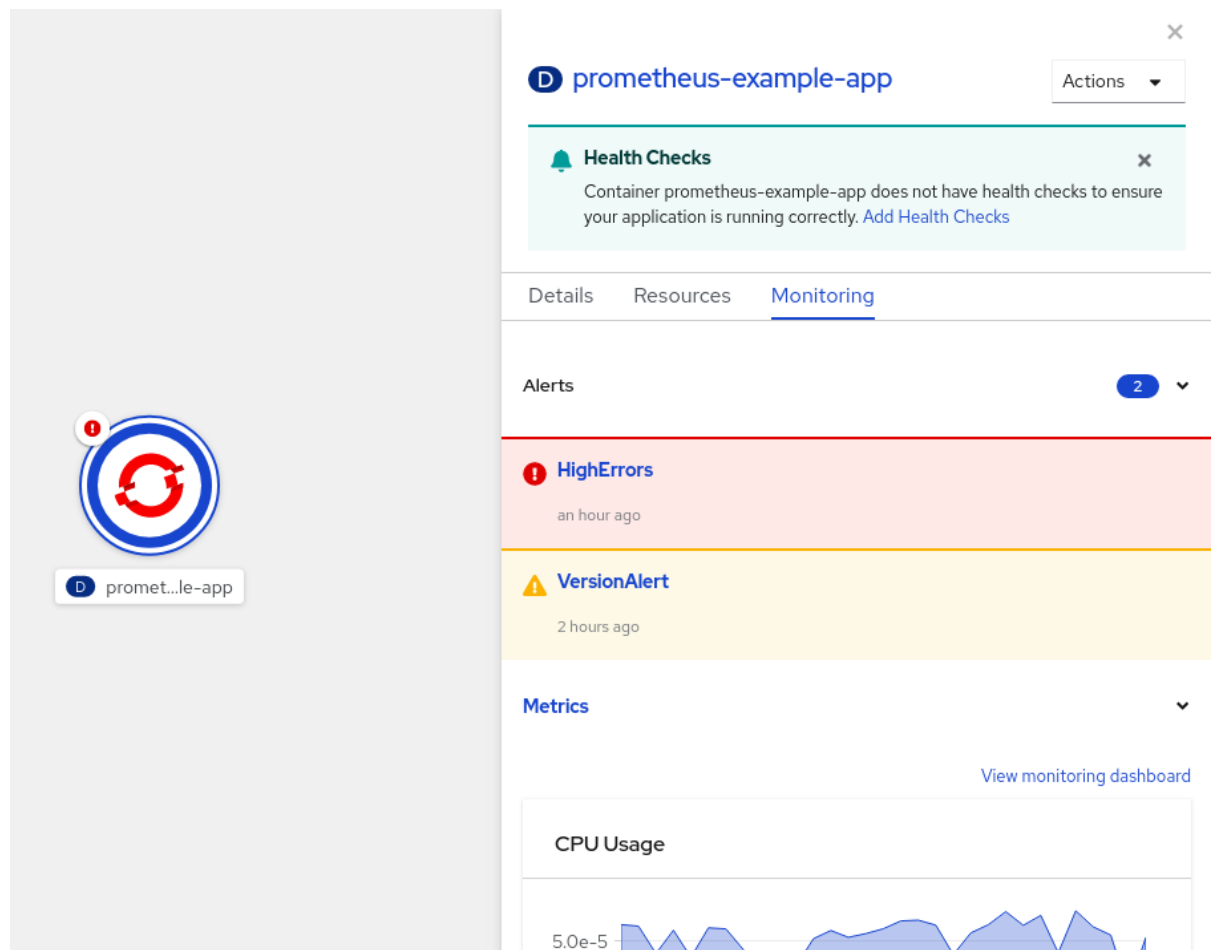 D prometheus-example-app
Actions
Health Checks
Container prometheus-example-app does not have health checks to ensure
your application is running correctly. Add Health Checks
Details Resources Monitoring
Alerts
2
HighErrors
an hour ago
D promet...le-app
VersionAlert
2 hours ago
Metrics
View monitoring dashboard
CPU Usage
5.0e-5